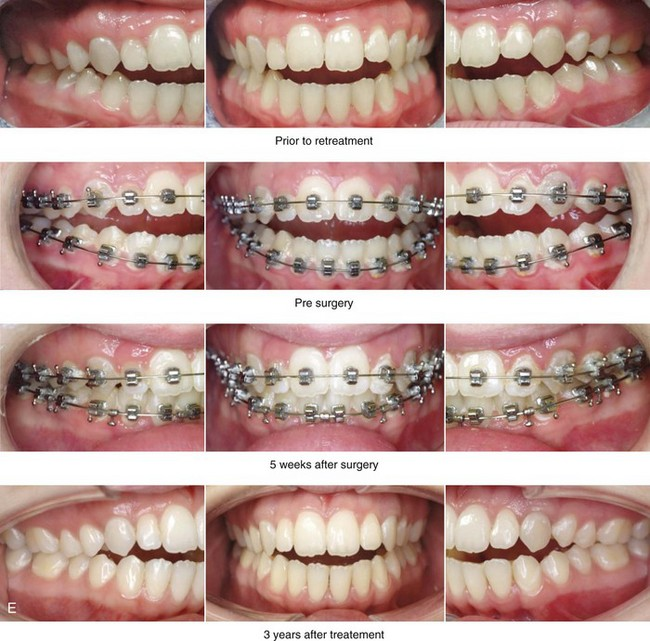 Prior to retreatment
Pre surgery
5 weeks after surgery
E
3 years after treatement